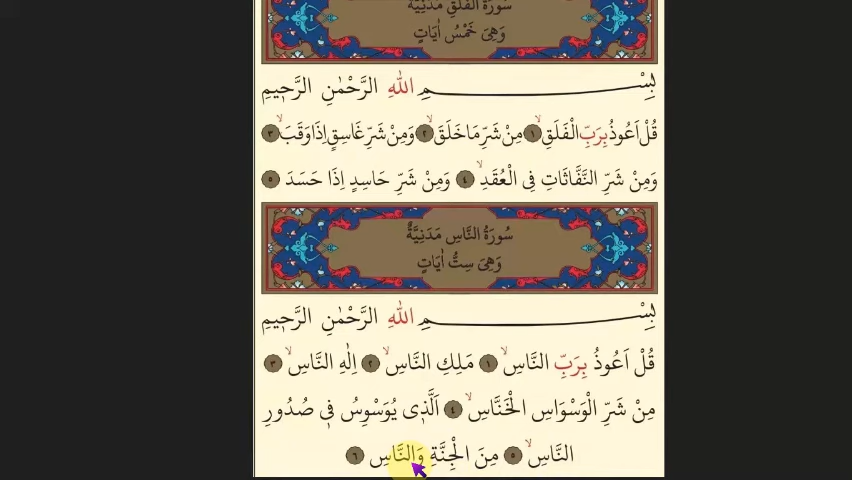 سُورَةُ الْفَلَقِ مَدَنِيَّةٌ
وَهِىَ خَمْسُ اٰيَاتٍ
بِسْمِ اللّٰهِ الرَّحْمٰنِ الرَّح۪يمِ
قُلْ اَعُوذُ بِرَبِّ الْفَلَقِۙ ﴿١﴾ مِنْ شَرِّ مَا خَلَقَۙ ﴿٢﴾ وَمِنْ شَرِّ غَاسِقٍ اِذَا وَقَبَۙ ﴿٣﴾
وَمِنْ شَرِّ النَّفَّاثَاتِ فِى الْعُقَدِۙ ﴿٤﴾ وَمِنْ شَرِّ حَاسِدٍ اِذَا حَسَدَ ﴿٥﴾
سُورَةُ النَّاسِ مَدَنِيَّةٌ
وَهِىَ سِتُّ اٰيَاتٍ
بِسْمِ اللّٰهِ الرَّحْمٰنِ الرَّح۪يمِ
قُلْ اَعُوذُ بِرَبِّ النَّاسِۙ ﴿١﴾ مَلِكِ النَّاسِۙ ﴿٢﴾ اِلٰهِ النَّاسِۙ ﴿٣﴾
مِنْ شَرِّ الْوَسْوَاسِ الْخَنَّاسِۙ ﴿٤﴾ اَلَّذ۪ى يُوَسْوِسُ ف۪ى صُدُورِ
النَّاسِۙ ﴿٥﴾ مِنَ الْجِنَّةِ وَالنَّاسِ ﴿٦﴾